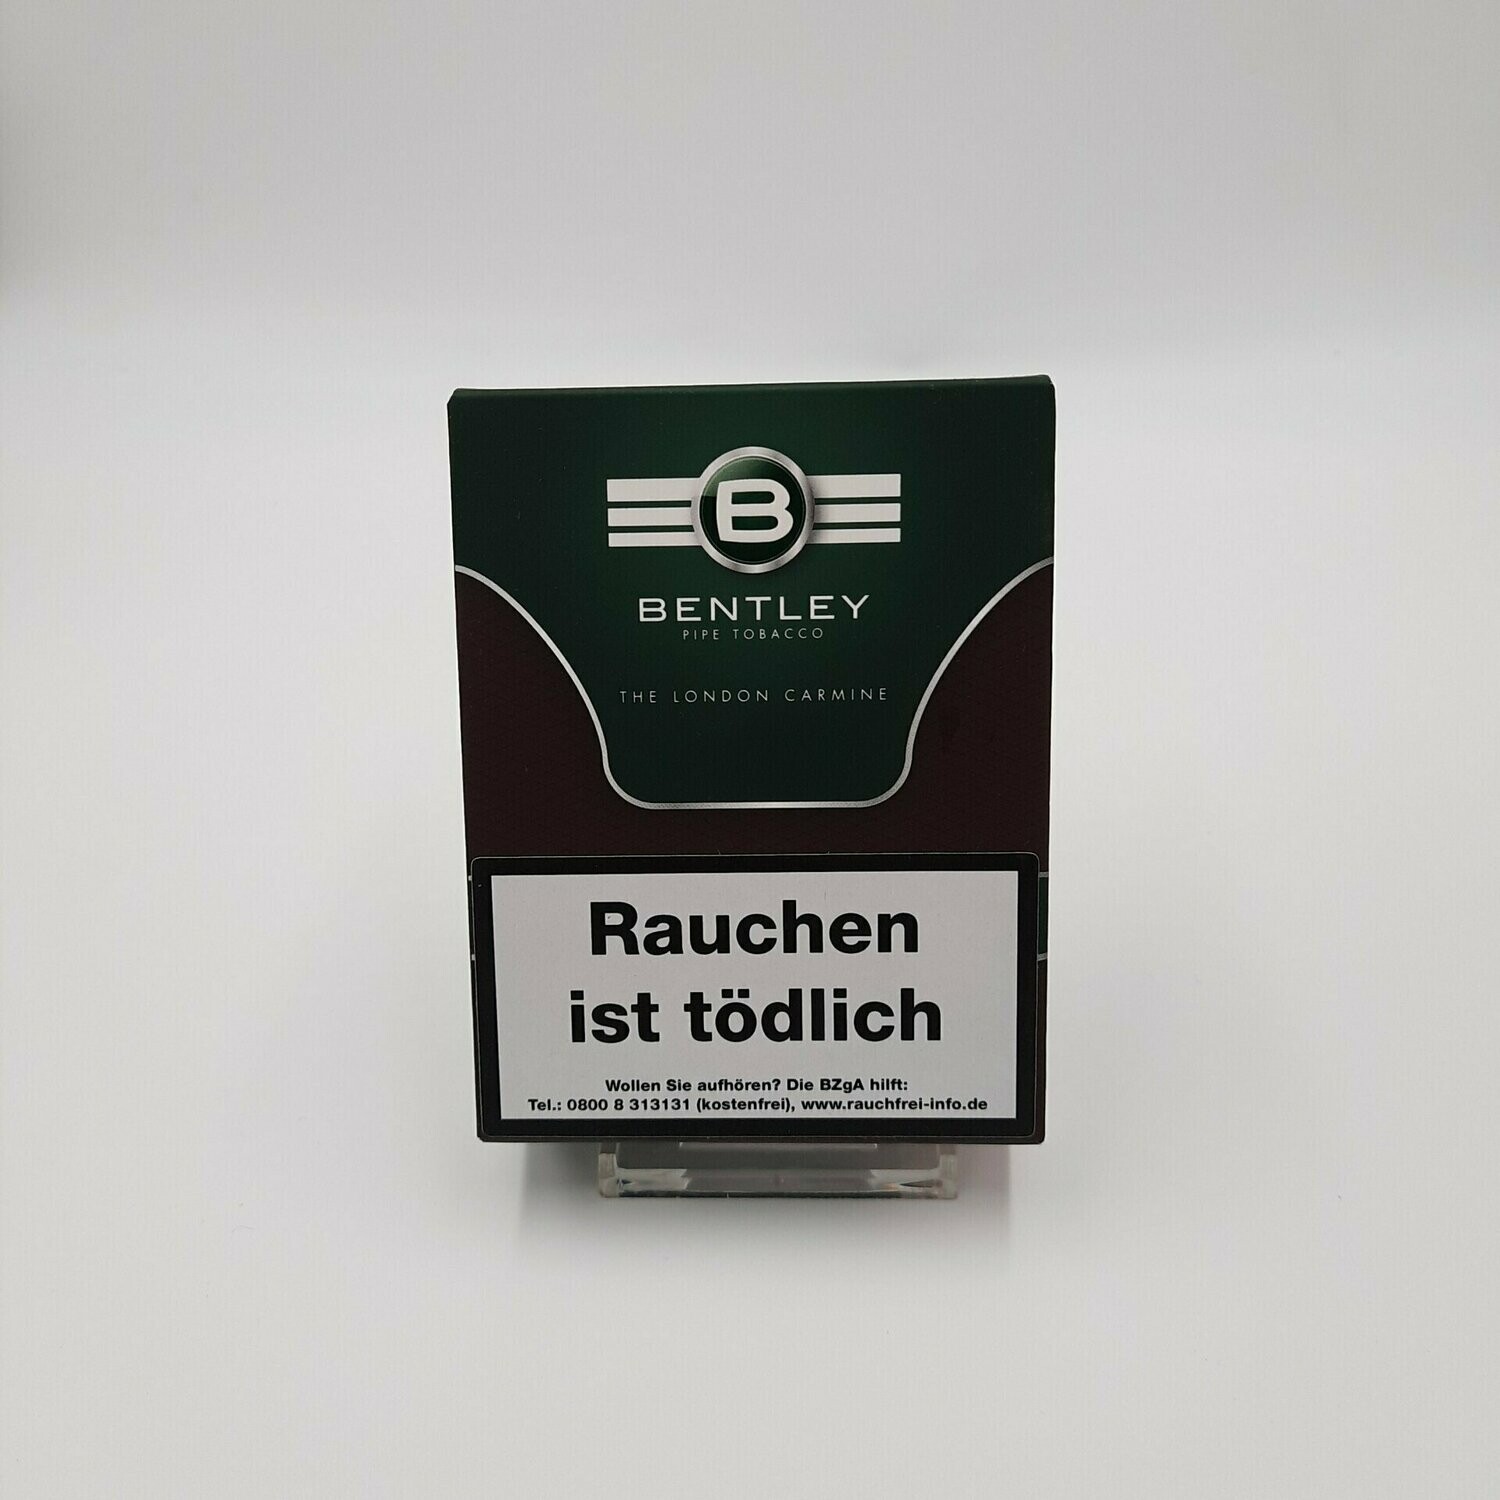 B
BENTLEY
PIPE TOBACCO
THE LONDON CARMINE
Rauchen
ist tödlich
Wollen Sie aufhören? Die BZgA hilft:
Tel.: 0800 8 313131 (kostenfrei), www.rauchfrei-info.de